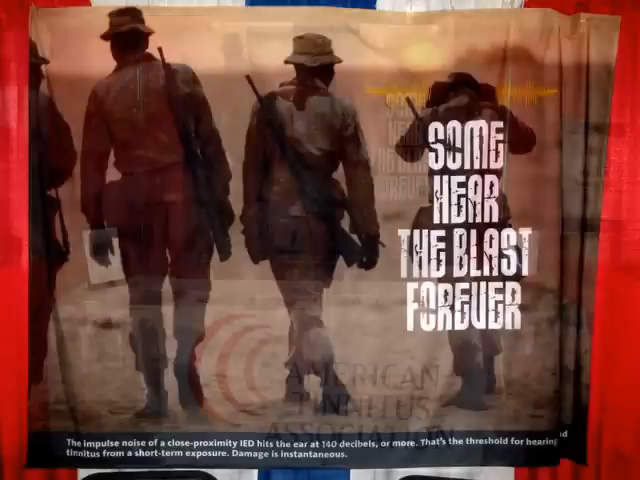 SOME
HEAR
THE BLAST
FOREVER
AMERICAN
TINNITUS
ASSOCIATION
The impulse noise of a close-proximity IED hits the ear at 140 decibels, or more. That's the threshold for hearing
tinnitus from a short-term exposure. Damage is instantaneous.